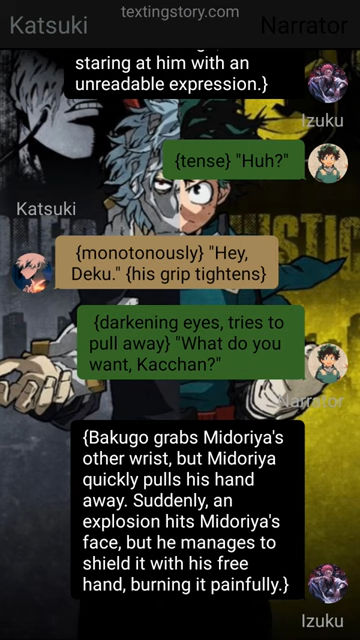 textingstory.com
Katsuki
Narrator
staring at him with an
unreadable expression.}
Izuku
{tense} "Huh?"
Katsuki
{monotonously} "Hey,
Deku." {his grip tightens}
{darkening eyes, tries to
pull away} "What do you
want, Kacchan?"
Narrator
{Bakugo grabs Midoriya's
other wrist, but Midoriya
quickly pulls his hand
away. Suddenly, an
explosion hits Midoriya's
face, but he manages to
shield it with his free
hand, burning it painfully.}
Izuku